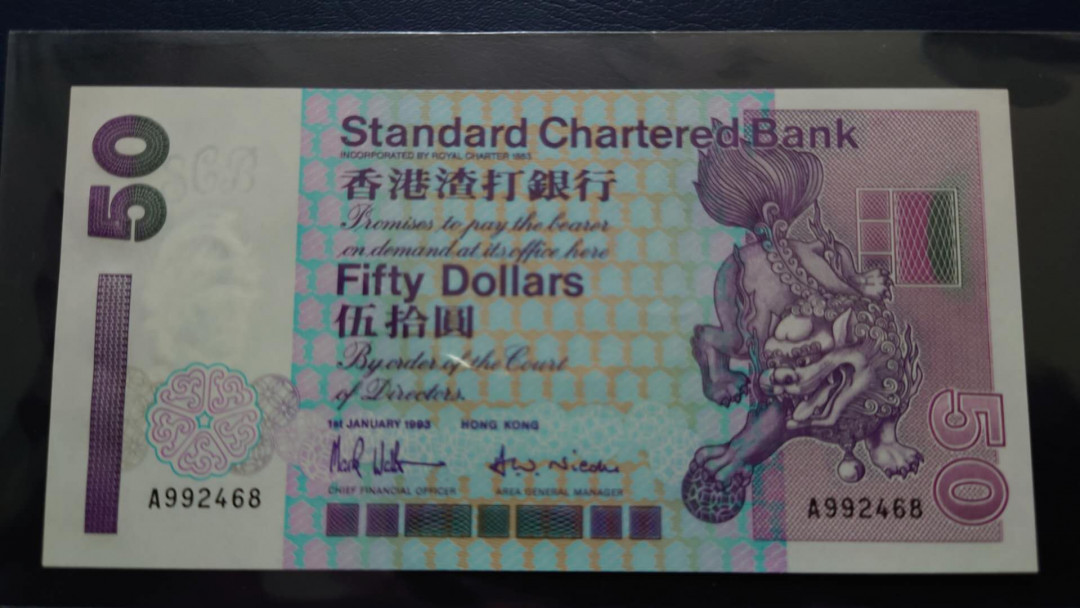 50
Standard Chartered Bank
INCORPORATED BY ROYAL CHARTER 1853
香港渣打銀行
Promises to pay the bearer
on demand at its office here
Fifty Dollars
伍拾圓
By order of the Court
of Directors.
1st JANUARY 1993 HONG KONG
CHIEF FINANCIAL OFFICER AREA GENERAL MANAGER
A992468
A992468
50